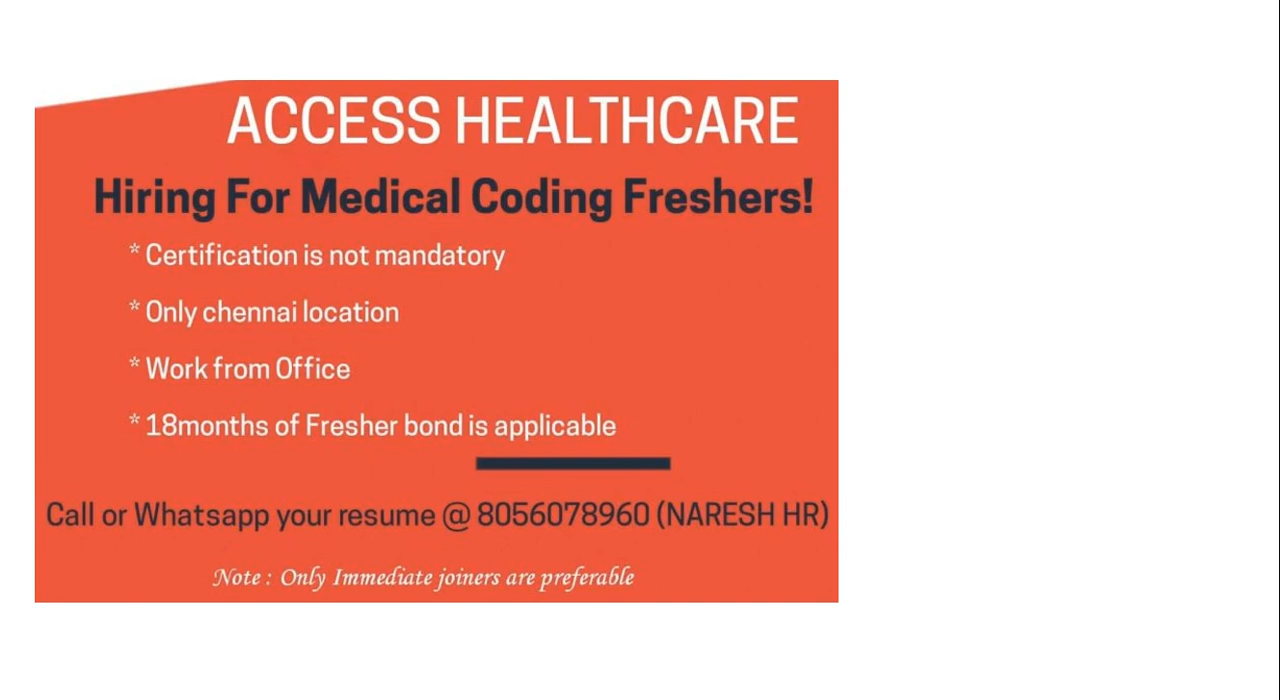 ACCESS HEALTHCARE
Hiring For Medical Coding Freshers!
* Certification is not mandatory
* Only chennai location
* Work from Office
* 18months of Fresher bond is applicable
Call or Whatsapp your resume @ 8056078960 (NARESH HR)
Note : Only Immediate joiners are preferable